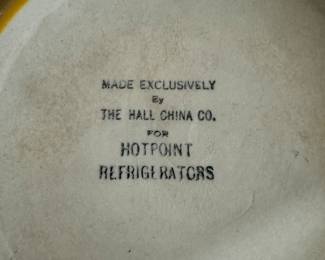 MADE EXCLUSIVELY
By
THE HALL CHINA CO.
FOR
HOTPOINT
REFRIGERATORS